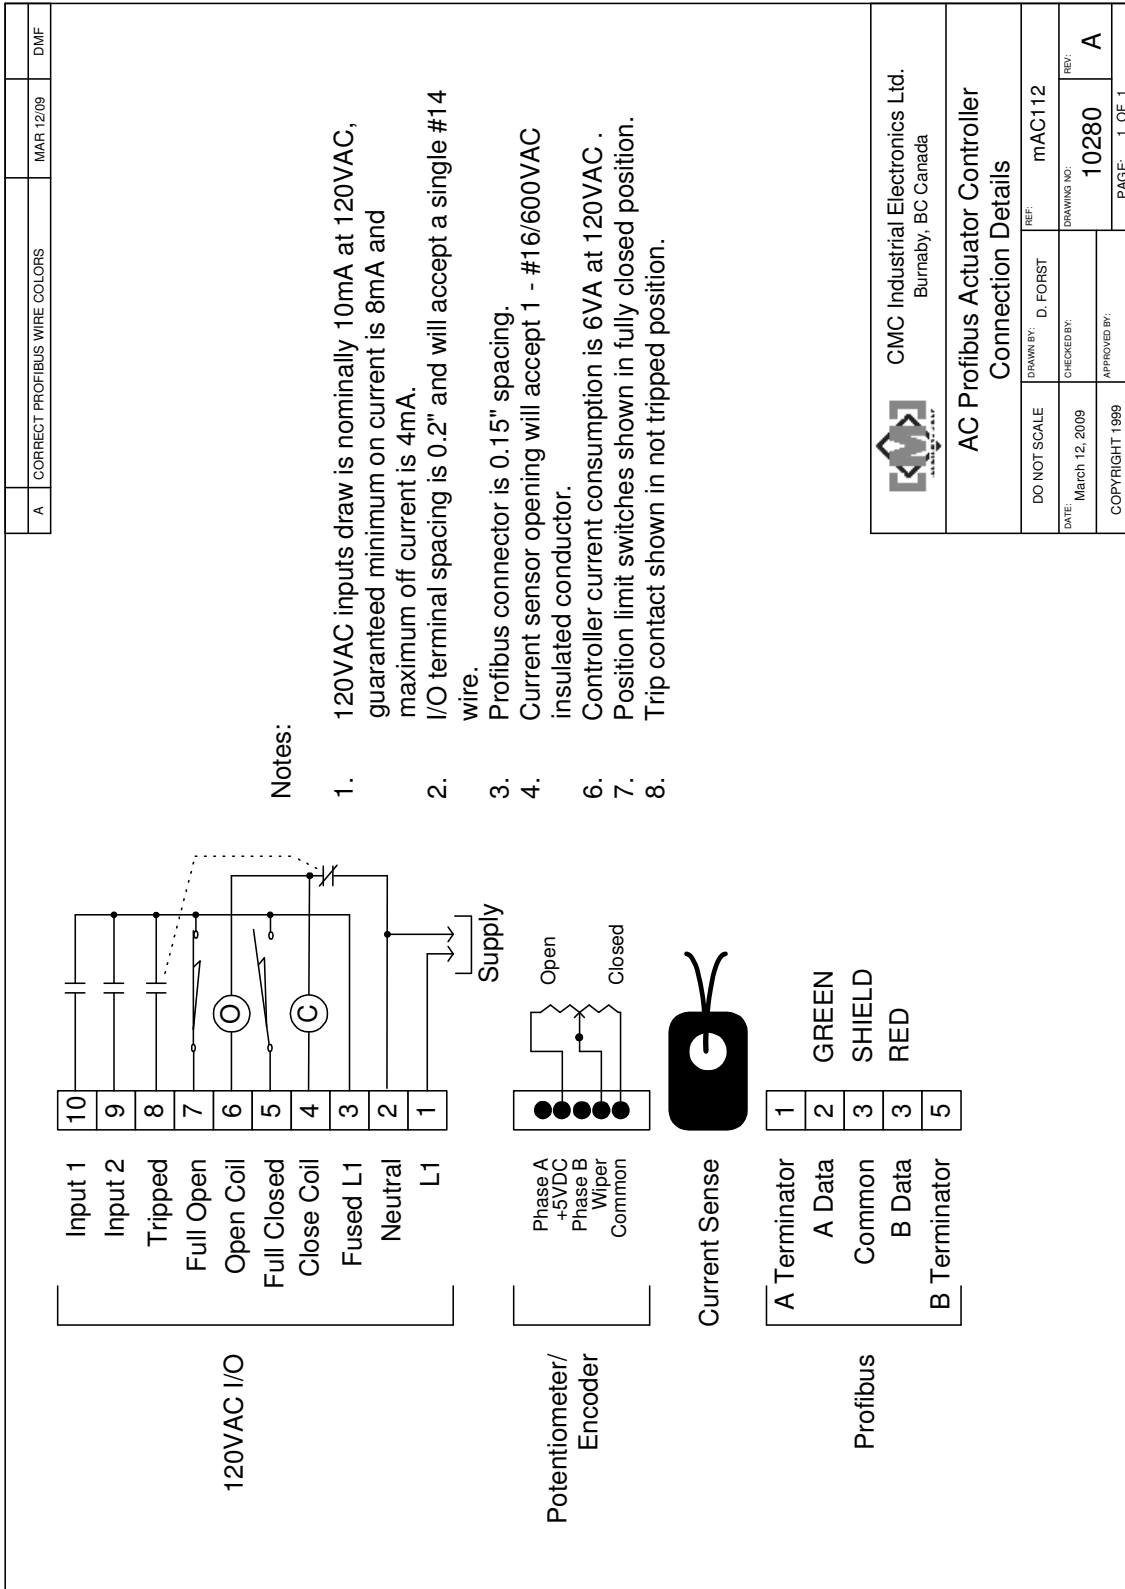 A CORRECT PROFIBUS WIRE COLORS MAR 12/09 DMF
120VAC I/O
Input 1 10
Input 2 9
Tripped 8
Full Open 7
Open Coil 6
Full Closed 5
Close Coil 4
Fused L1 3
Neutral 2
L1 1
O
C
Supply
Potentiometer/
Encoder
Phase A
+5VDC
Phase B
Wiper
Common
Open
Closed
Current Sense
Profibus
A Terminator 1
A Data 2 GREEN
Common 3 SHIELD
B Data 3 RED
B Terminator 5
Notes:
1. 120VAC inputs draw is nominally 10mA at 120VAC,
guaranteed minimum on current is 8mA and
maximum off current is 4mA.
2. I/O terminal spacing is 0.2" and will accept a single #14
wire.
3. Profibus connector is 0.15" spacing.
4. Current sensor opening will accept 1 - #16/600VAC
insulated conductor.
6. Controller current consumption is 6VA at 120VAC .
7. Position limit switches shown in fully closed position.
8. Trip contact shown in not tripped position.
CMC Industrial Electronics Ltd.
Burnaby, BC Canada
AC Profibus Actuator Controller
Connection Details
DO NOT SCALE
DRAWN BY: D. FORST
REF: mAC112
DATE: March 12, 2009
CHECKED BY:
DRAWING NO: 10280
REV: A
COPYRIGHT 1999
APPROVED BY:
PAGE: 1 OF 1